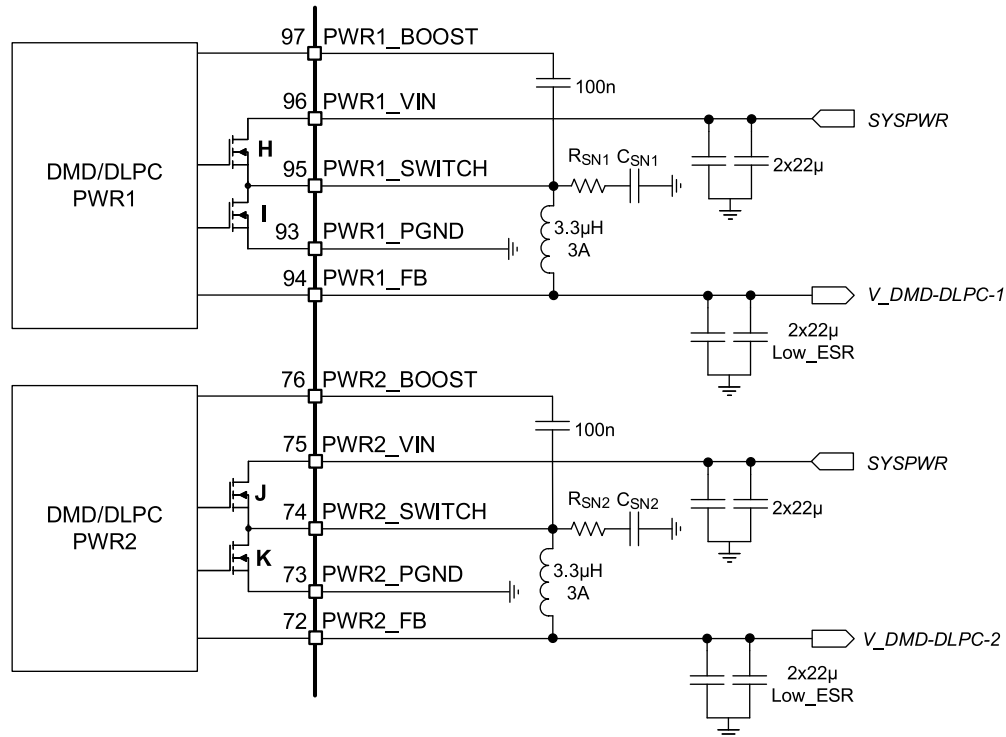 97 PWR1_BOOST
100n
96 PWR1_VIN
SYSPWR
H
2x22µ
DMD/DLPC
PWR1
95 PWR1_SWITCH
RSN1 CSN1
I
3.3µH
3A
93 PWR1_PGND
94 PWR1_FB
V_DMD-DLPC-1
2x22µ
Low_ESR
76 PWR2_BOOST
100n
75 PWR2_VIN
SYSPWR
J
2x22µ
DMD/DLPC
PWR2
74 PWR2_SWITCH
RSN2 CSN2
K
3.3µH
3A
73 PWR2_PGND
72 PWR2_FB
V_DMD-DLPC-2
2x22µ
Low_ESR